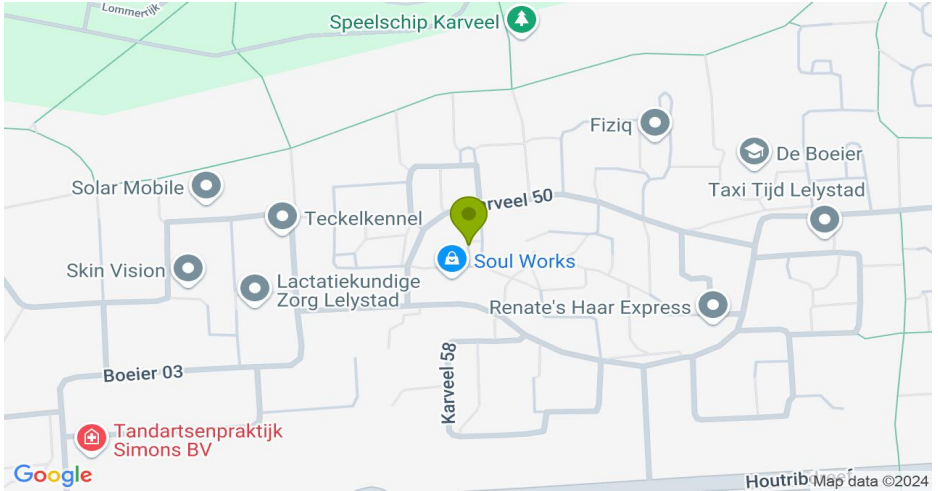 Lommerrijk
Speelschip Karveel
Fiziq
De Boeier
Solar Mobile
Taxi Tijd Lelystad
Karveel 50
Teckelkennel
Soul Works
Skin Vision
Lactatiekundige
Zorg Lelystad
Renate's Haar Express
Karveel 58
Boeier 03
Tandartsenpraktijk
Simons BV
Google
Houtribdreef
Map data ©2024